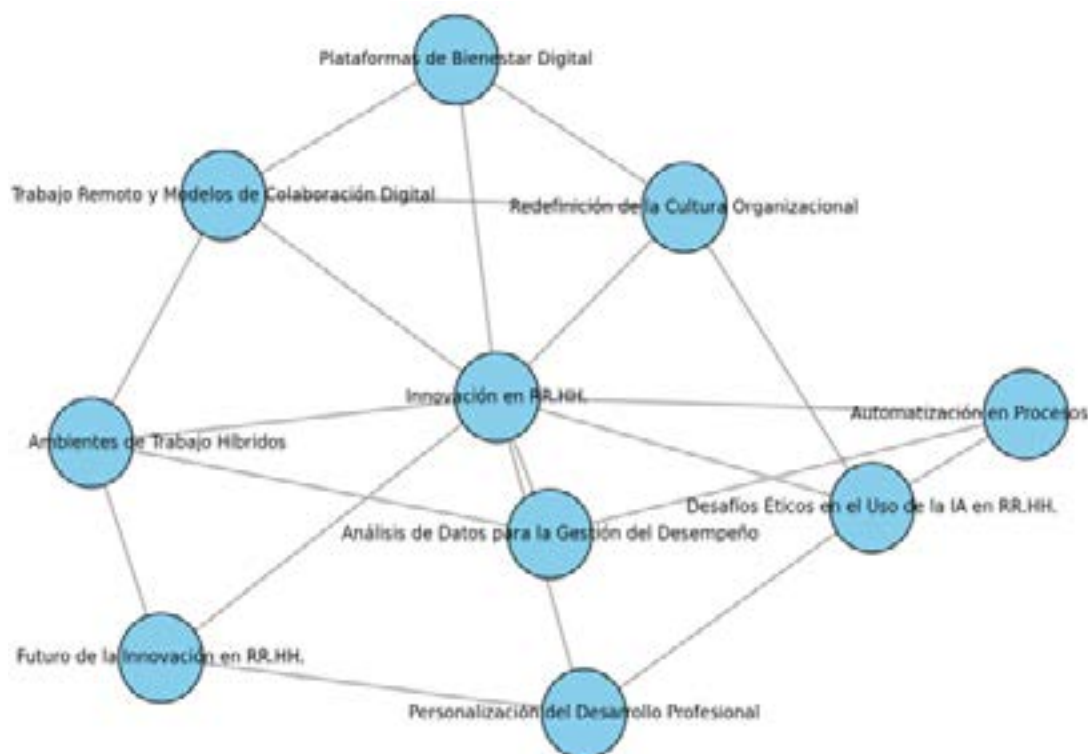 Plataformas de Bienestar Digital
Trabajo Remoto y Modelos de Colaboración Digital
Redefinición de la Cultura Organizacional
Innovación en RR.HH.
Automatización en Procesos
Ambientes de Trabajo Híbridos
Desafíos Éticos en el Uso de la IA en RR.HH.
Análisis de Datos para la Gestión del Desempeño
Futuro de la Innovación en RR.HH.
Personalización del Desarrollo Profesional